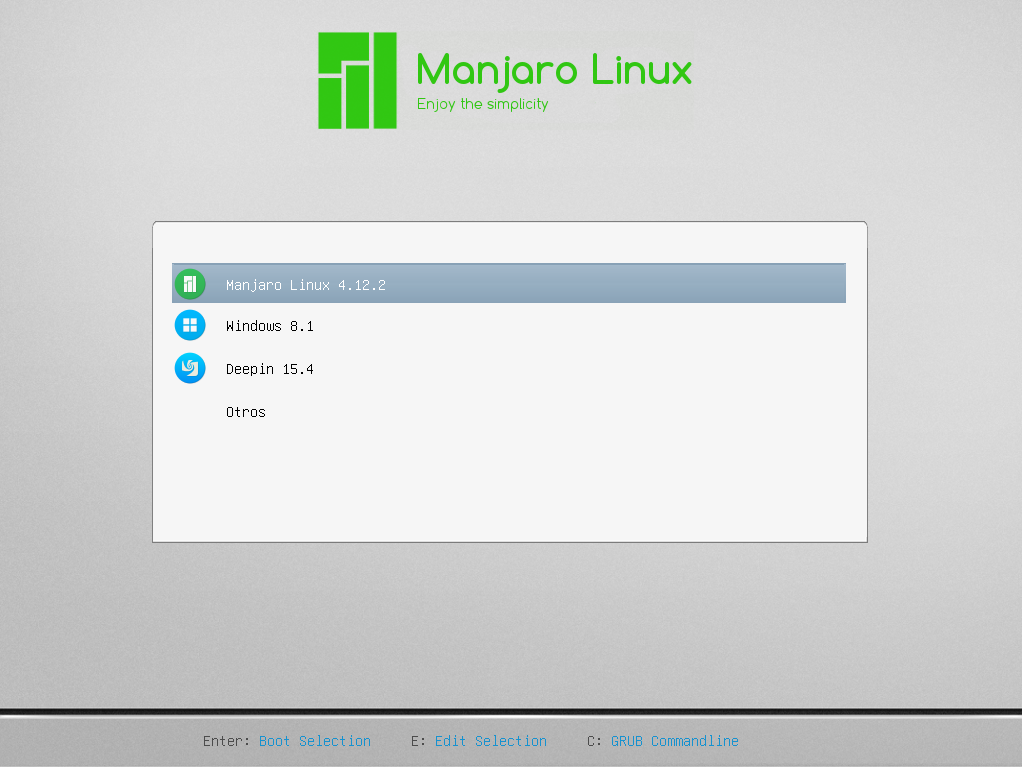 Manjaro Linux
Enjoy the simplicity
Manjaro Linux 4.12.2
Windows 8.1
Deepin 15.4
Otros
Enter: Boot Selection E: Edit Selection C: GRUB Commandline